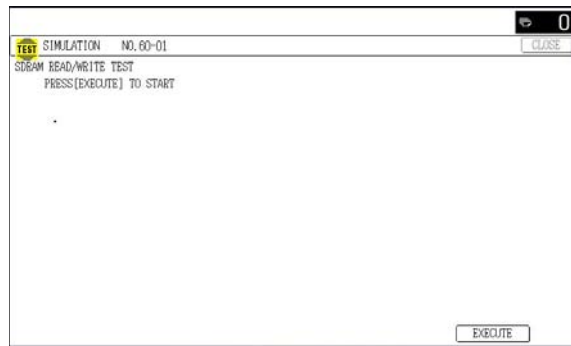 0
TEST SIMULATION NO.60-01 CLOSE
SDRAM READ/WRITE TEST
PRESS[EXECUTE] TO START
EXECUTE